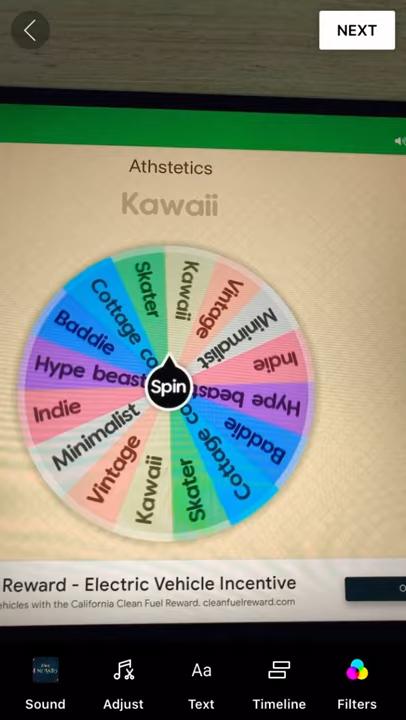 NEXT
Athstetics
Kawaii
Kawaii
Vintage
Minimalist
Indie
Hype beast
Baddie
Cottage co
Skater
Kawaii
Vintage
Minimalist
Indie
Hype beast
Baddie
Cottage co
Skater
Spin
Reward - Electric Vehicle Incentive
ehicles with the California Clean Fuel Reward. cleanfuelreward.com
Sound
Adjust
Aa
Text
Timeline
Filters